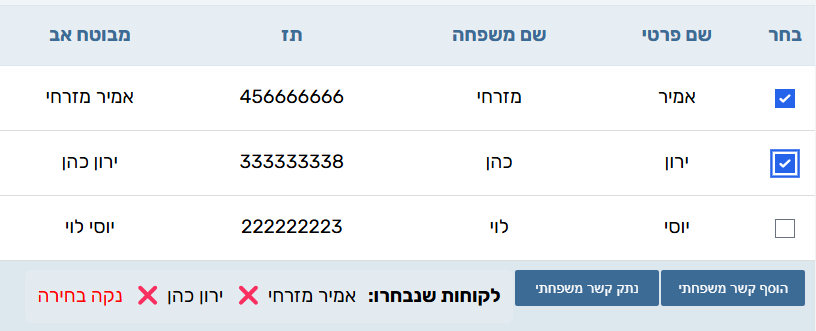 בחר שם פרטי שם משפחה תז מבוטח אב
אמיר מזרחי 456666666 אמיר מזרחי
ירון כהן 333333338 ירון כהן
יוסי לוי 222222223 יוסי לוי
הוסף קשר משפחתי נתק קשר משפחתי לקוחות שנבחרו: אמיר מזרחי ❌ ירון כהן ❌ נקה בחירה